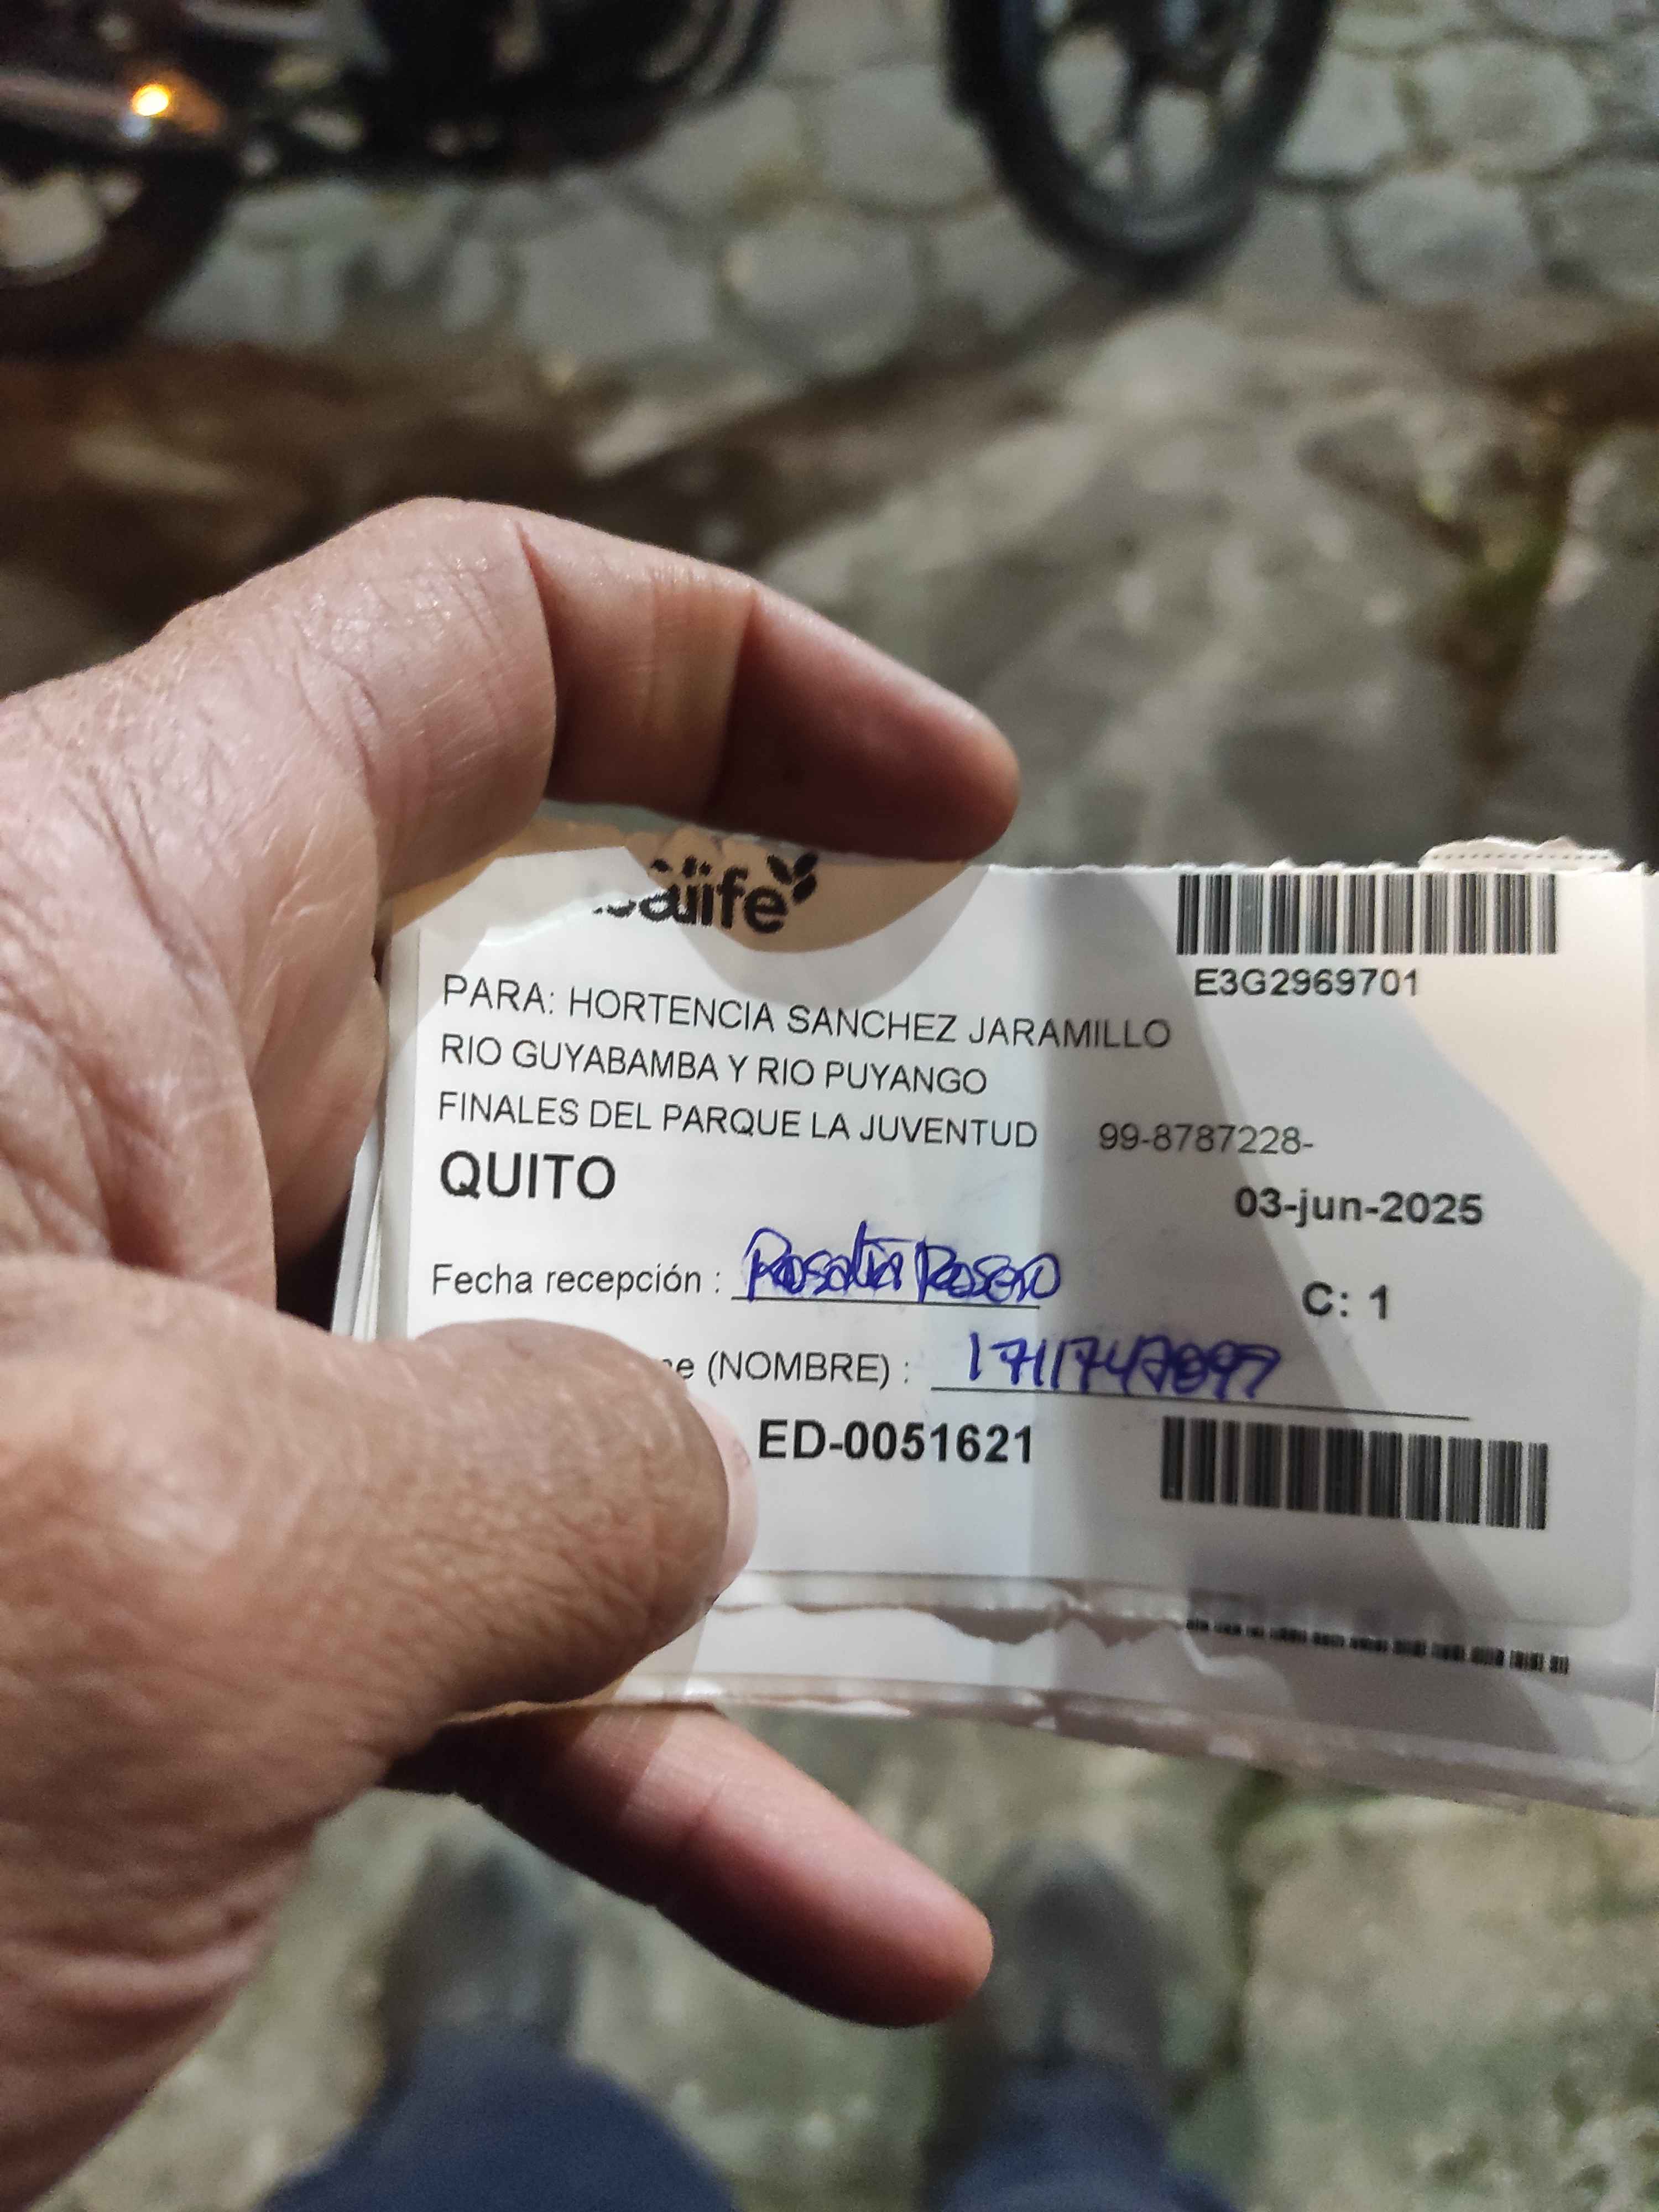 E3G2969701
PARA: HORTENCIA SANCHEZ JARAMILLO
RIO GUYABAMBA Y RIO PUYANGO
FINALES DEL PARQUE LA JUVENTUD 99-8787228-
QUITO
03-jun-2025
Fecha recepción : Rosero
C: 1
(NOMBRE) :
ED-0051621